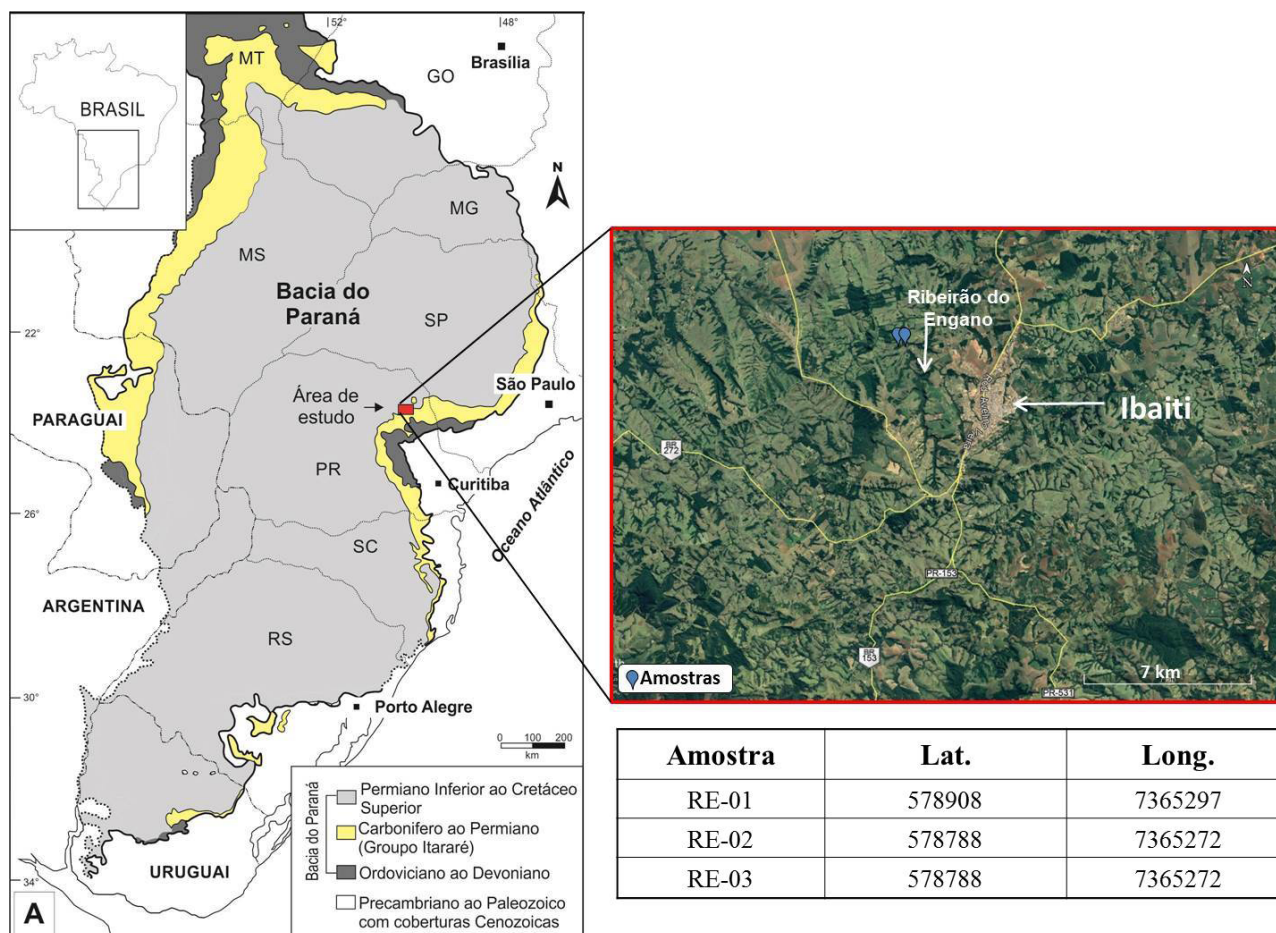 52°
48°
MT
GO
Brasília
BRASIL
N
MG
MS
Bacia do
Paraná
SP
22°
São Paulo
Área de
estudo
PARAGUAI
PR
Curitiba
Oceano Atlântico
26°
SC
ARGENTINA
RS
30°
Porto Alegre
0 100 200
km
URUGUAI
34°
A
Bacia do Paraná
Permiano Inferior ao Cretáceo
Superior
Carbonifero ao Permiano
(Groupo Itararé)
Ordoviciano ao Devoniano
Precambriano ao Paleozoico
com coberturas Cenozoicas
Ribeirão do
Engano
N
Ibaiti
BR
272
PR-153
BR
153
PR-531
Amostras
7 km
Amostra Lat. Long.
RE-01 578908 7365297
RE-02 578788 7365272
RE-03 578788 7365272